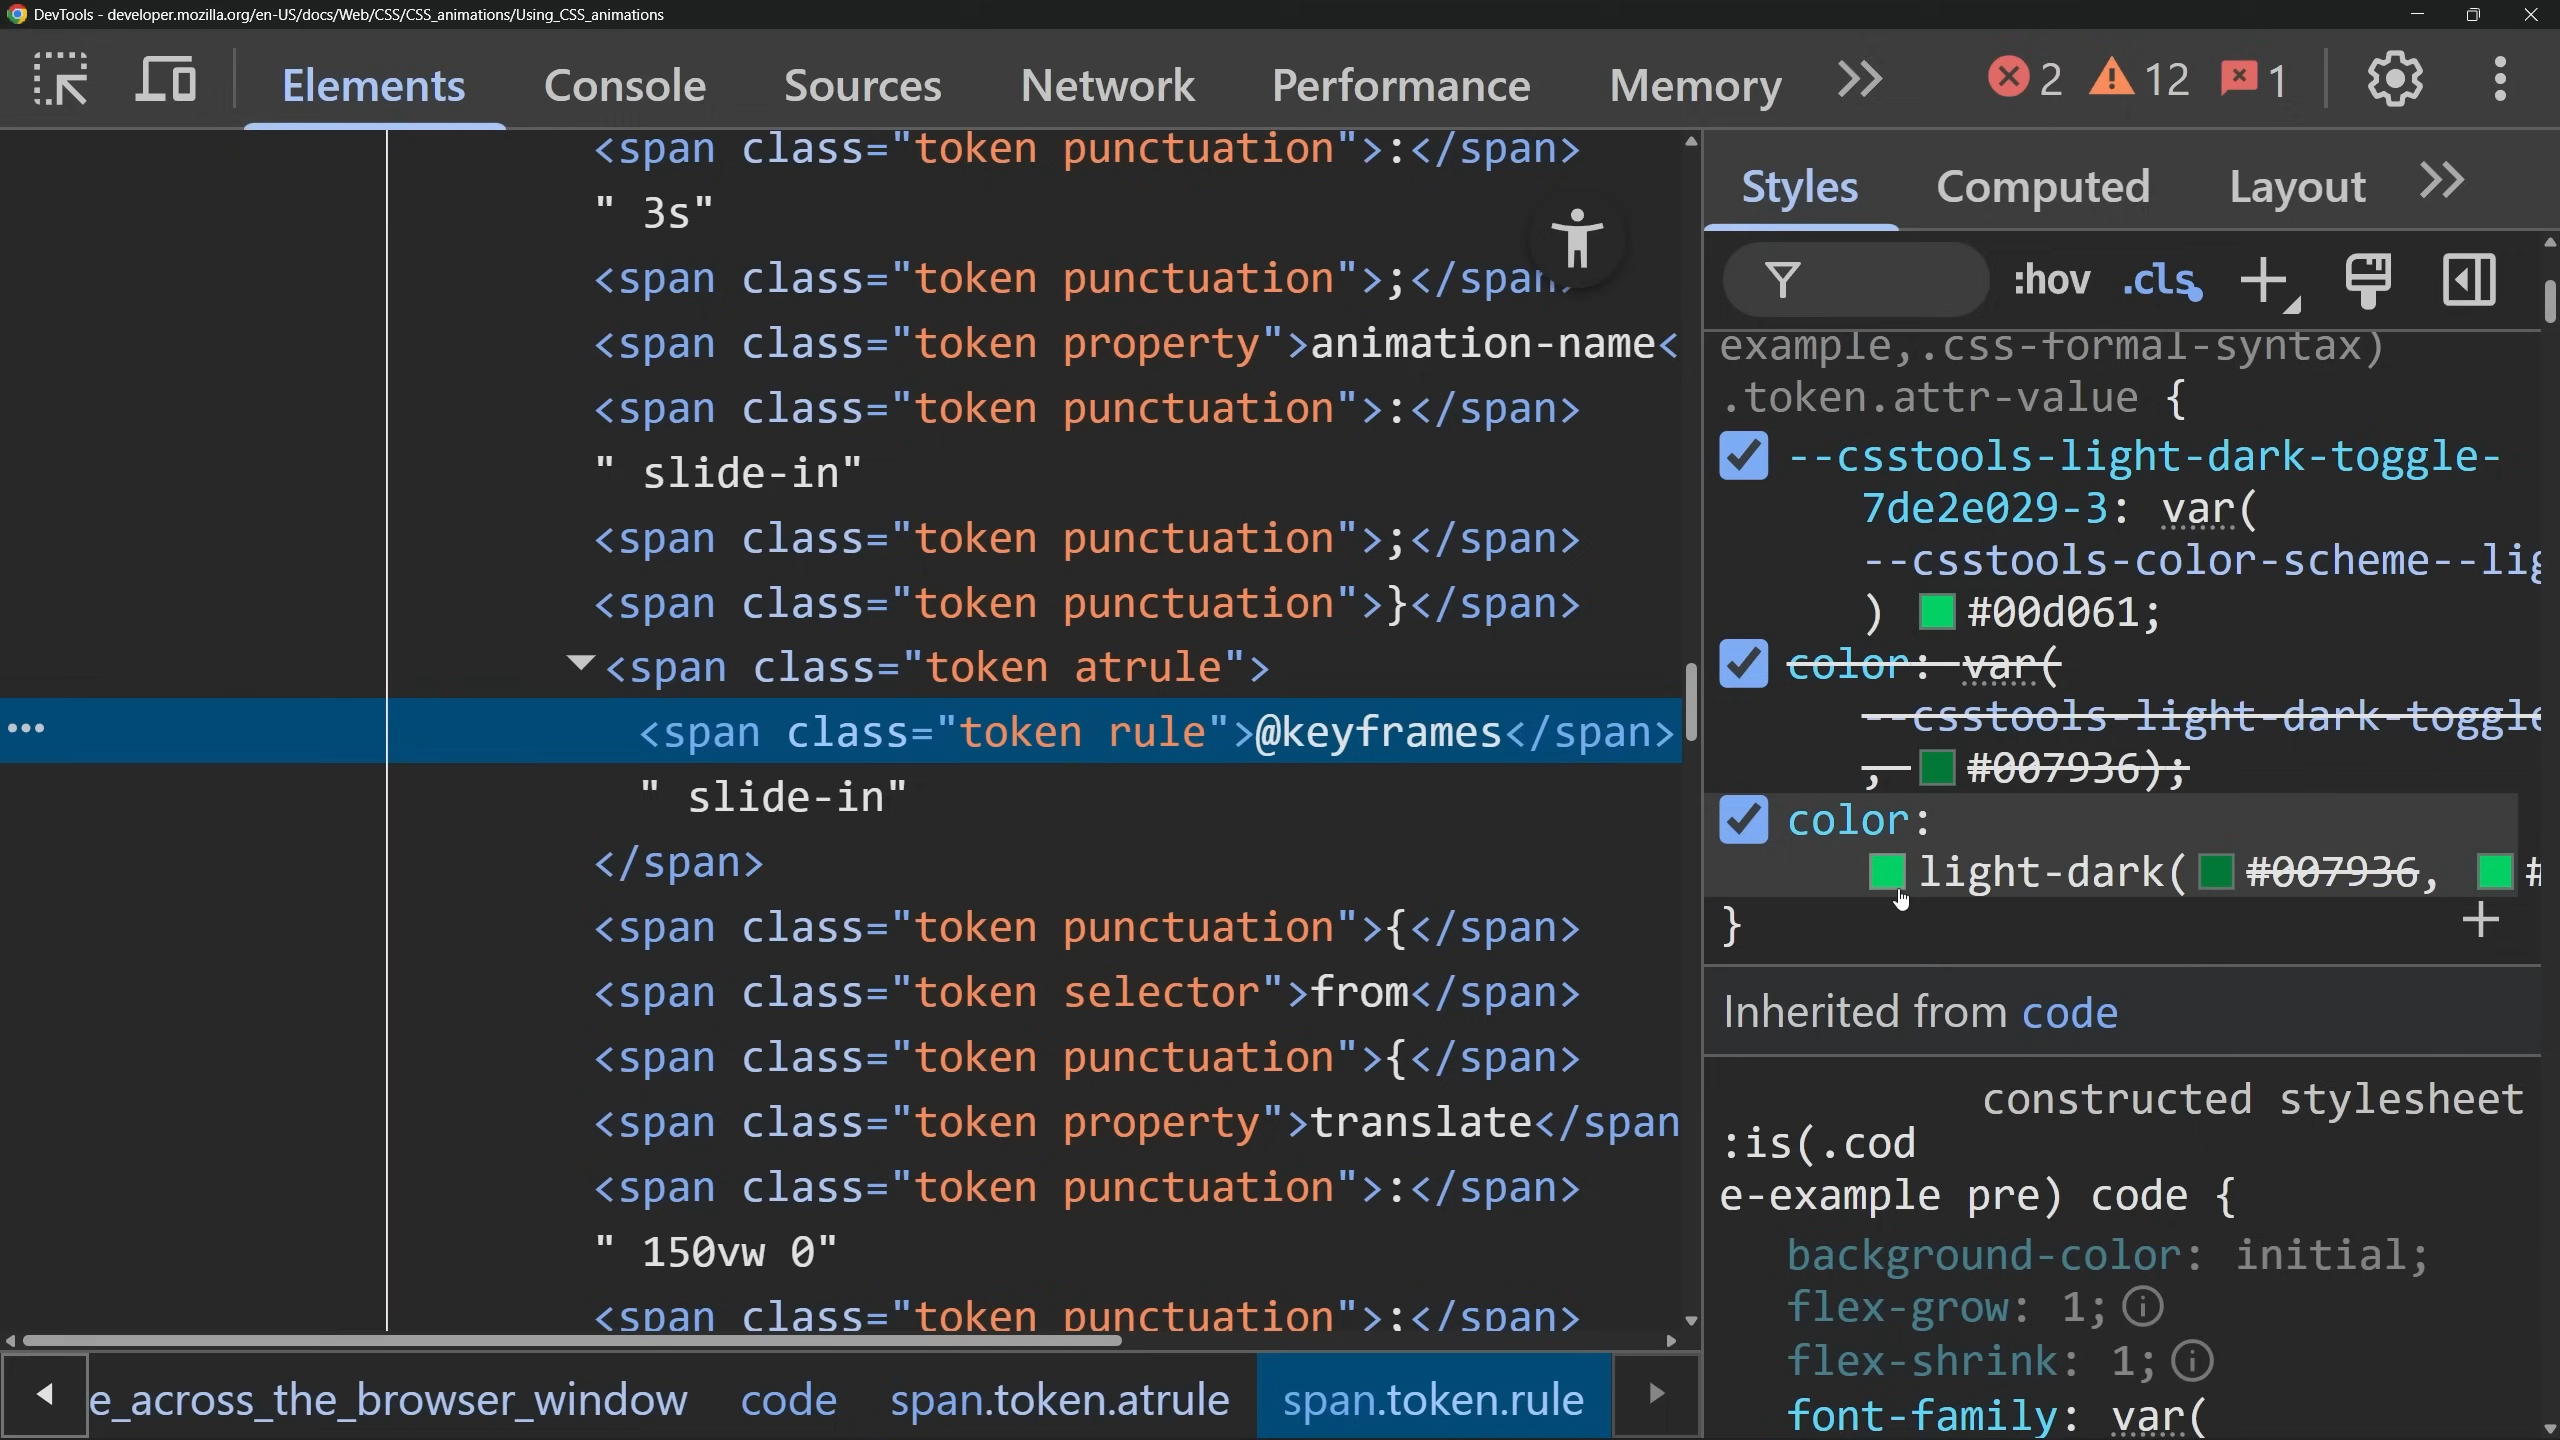 DevTools - developer.mozilla.org/en-US/docs/Web/CSS/CSS_animations/Using_CSS_animations
Elements Console Sources Network Performance Memory 2 12 1
<span class="token punctuation">:</span>
" 3s"
<span class="token punctuation">;</span>
<span class="token property">animation-name<
<span class="token punctuation">:</span>
" slide-in"
<span class="token punctuation">;</span>
<span class="token punctuation">}</span>
<span class="token atrule">
<span class="token rule">@keyframes</span>
" slide-in"
</span>
<span class="token punctuation">{</span>
<span class="token selector">from</span>
<span class="token punctuation">{</span>
<span class="token property">translate</span
<span class="token punctuation">:</span>
" 150vw 0"
<span class="token punctuation">;</span>
e_across_the_browser_window code span.token.atrule span.token.rule
Styles Computed Layout
:hov .cls
example,.css-formal-syntax)
.token.attr-value {
--csstools-light-dark-toggle-
7de2e029-3: var(
--csstools-color-scheme--lig
) #00d061;
color: var(
--csstools-light-dark-toggle
, #007936);
color:
light-dark( #007936, #
}
Inherited from code
constructed stylesheet
:is(.cod
e-example pre) code {
background-color: initial;
flex-grow: 1;
flex-shrink: 1;
font-family: var(